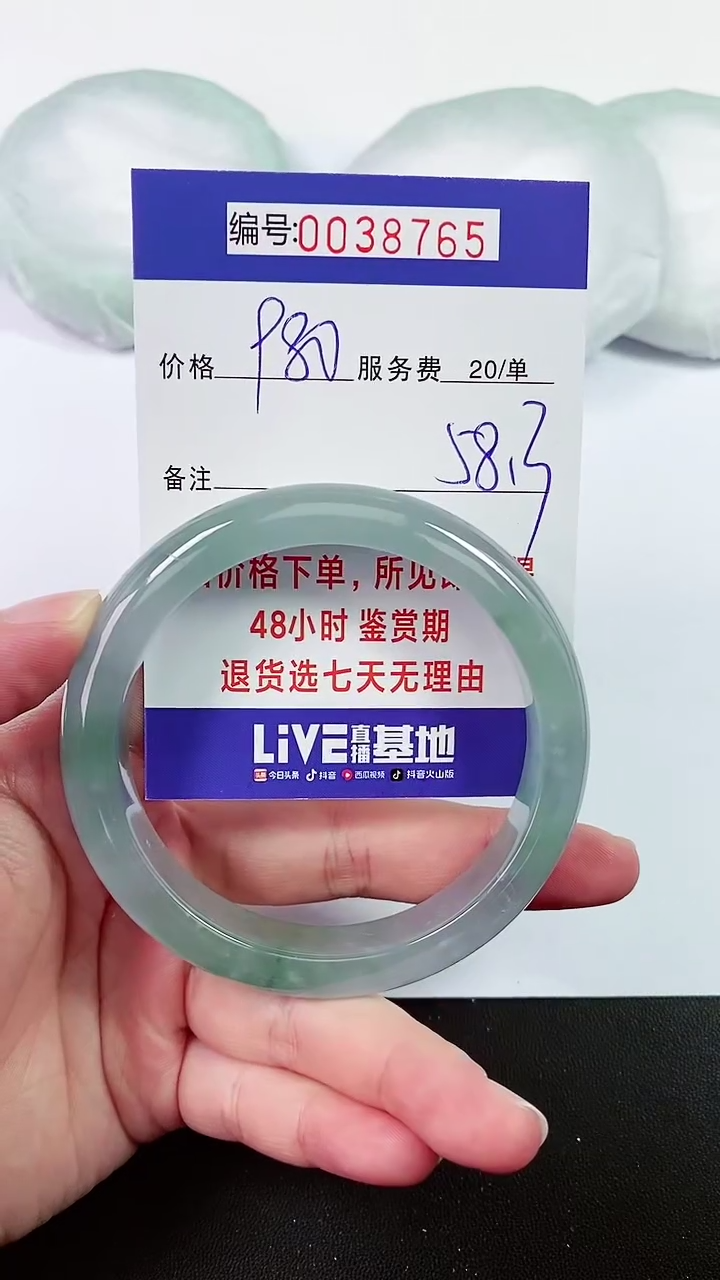 编号:0038765
价格 服务费 20/单
备注 58.3
价格下单，所见
48小时 鉴赏期
退货选七天无理由
LiVE直播基地
头条 今日头条 抖音 西瓜视频 抖音火山版